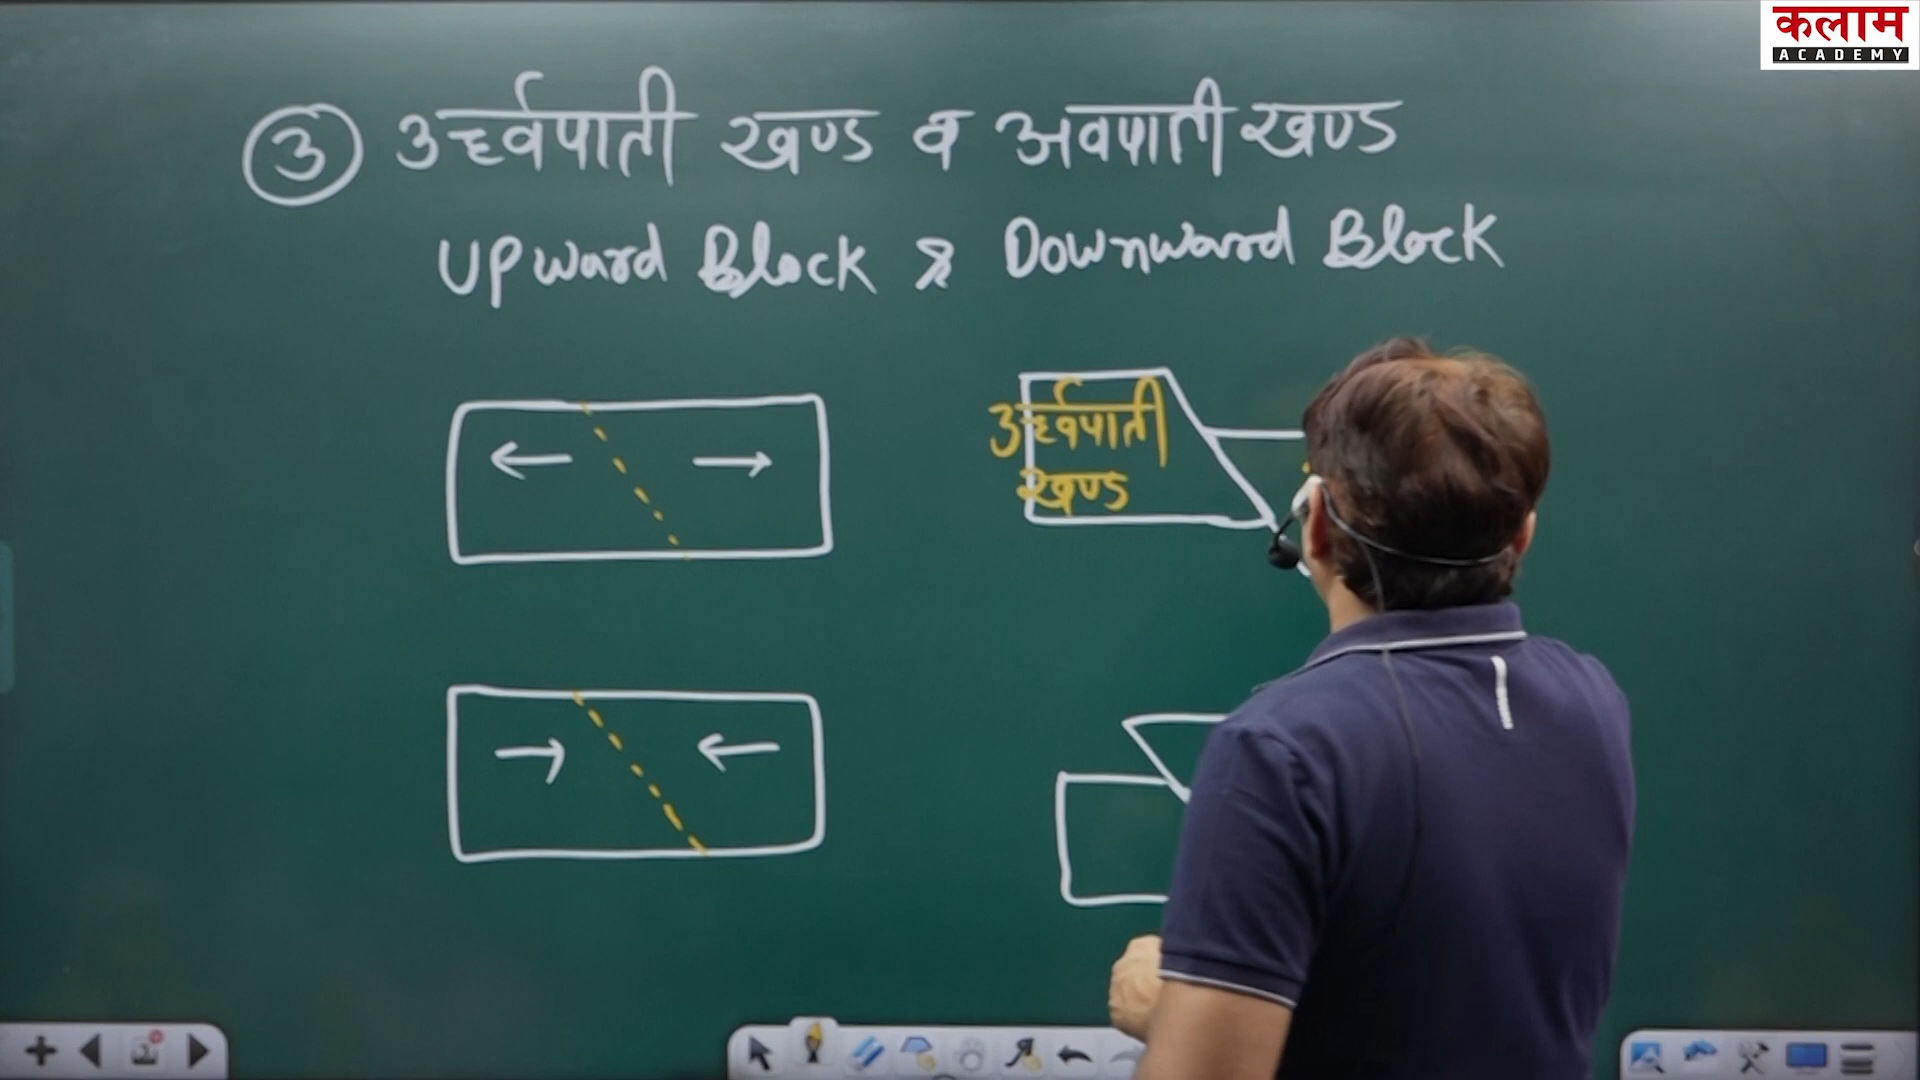 कलाम
ACADEMY
③ उर्ध्वपाती खण्ड व अवपाती खण्ड
Upward Block & Downward Block
उर्ध्वपाती
खण्ड